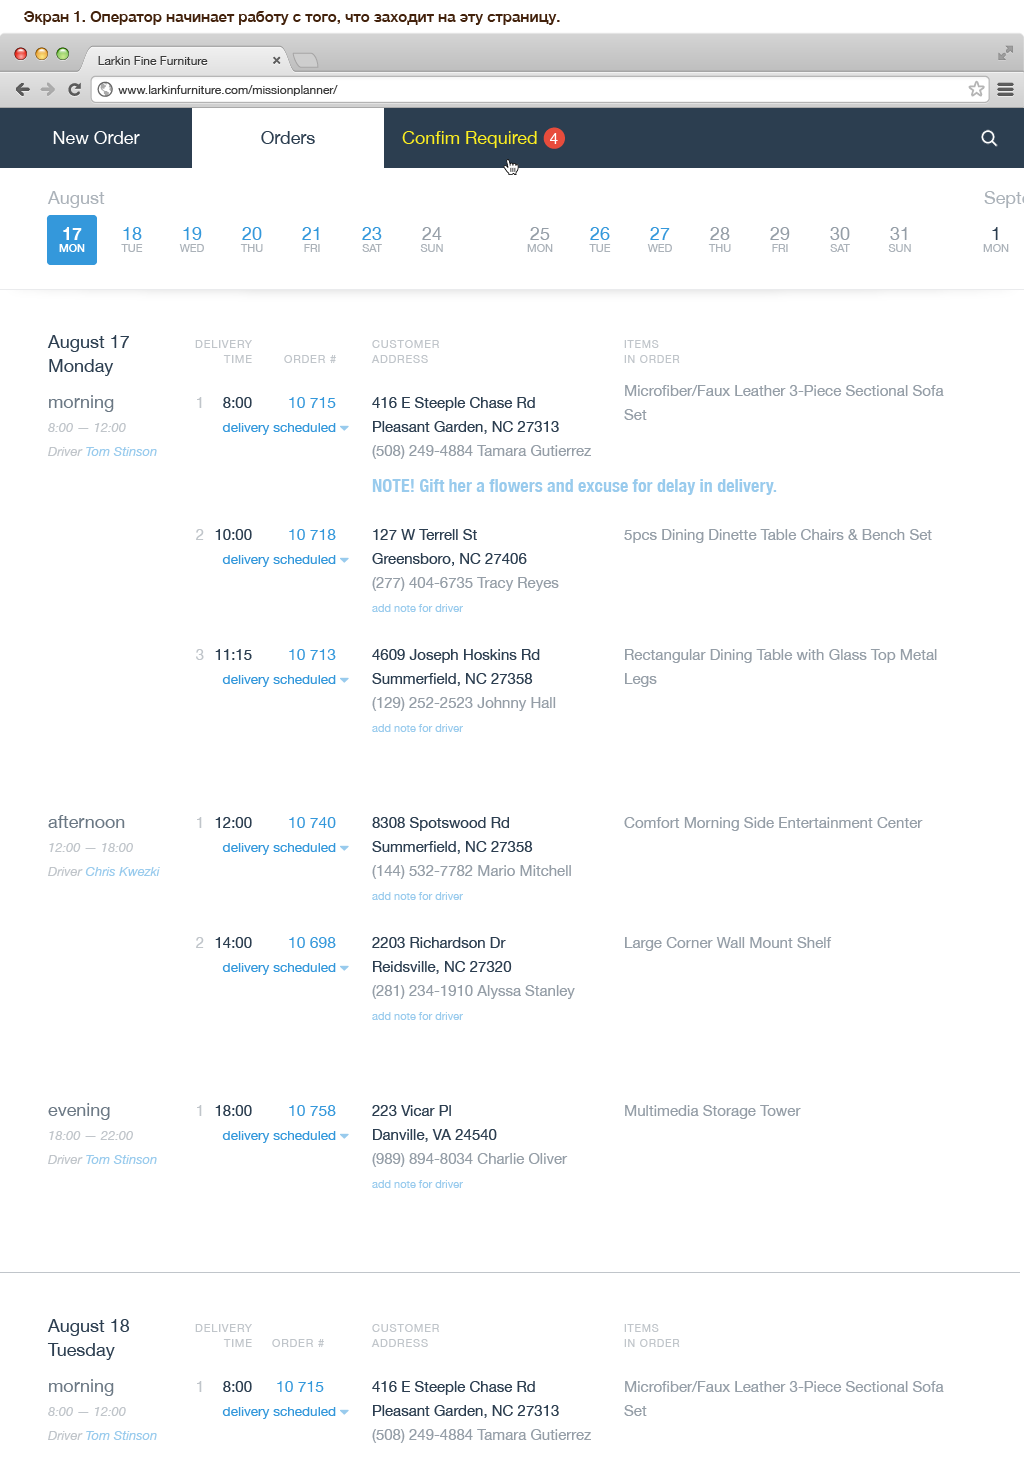 Экран 1. Оператор начинает работу с того, что заходит на эту страницу.
Larkin Fine Furniture
www.larkinfurniture.com/missionplanner/
New Order Orders Confim Required 4
August Septe
17 18 19 20 21 23 24 25 26 27 28 29 30 31 1
MON TUE WED THU FRI SAT SUN MON TUE WED THU FRI SAT SUN MON
August 17
Monday
DELIVERY TIME ORDER # CUSTOMER ADDRESS ITEMS IN ORDER
morning
8:00 — 12:00
Driver Tom Stinson
1 8:00 10 715
delivery scheduled
416 E Steeple Chase Rd
Pleasant Garden, NC 27313
(508) 249-4884 Tamara Gutierrez
NOTE! Gift her a flowers and excuse for delay in delivery.
Microfiber/Faux Leather 3-Piece Sectional Sofa
Set
2 10:00 10 718
delivery scheduled
127 W Terrell St
Greensboro, NC 27406
(277) 404-6735 Tracy Reyes
add note for driver
5pcs Dining Dinette Table Chairs & Bench Set
3 11:15 10 713
delivery scheduled
4609 Joseph Hoskins Rd
Summerfield, NC 27358
(129) 252-2523 Johnny Hall
add note for driver
Rectangular Dining Table with Glass Top Metal
Legs
afternoon
12:00 — 18:00
Driver Chris Kwezki
1 12:00 10 740
delivery scheduled
8308 Spotswood Rd
Summerfield, NC 27358
(144) 532-7782 Mario Mitchell
add note for driver
Comfort Morning Side Entertainment Center
2 14:00 10 698
delivery scheduled
2203 Richardson Dr
Reidsville, NC 27320
(281) 234-1910 Alyssa Stanley
add note for driver
Large Corner Wall Mount Shelf
evening
18:00 — 22:00
Driver Tom Stinson
1 18:00 10 758
delivery scheduled
223 Vicar Pl
Danville, VA 24540
(989) 894-8034 Charlie Oliver
add note for driver
Multimedia Storage Tower
August 18
Tuesday
DELIVERY TIME ORDER # CUSTOMER ADDRESS ITEMS IN ORDER
morning
8:00 — 12:00
Driver Tom Stinson
1 8:00 10 715
delivery scheduled
416 E Steeple Chase Rd
Pleasant Garden, NC 27313
(508) 249-4884 Tamara Gutierrez
Microfiber/Faux Leather 3-Piece Sectional Sofa
Set